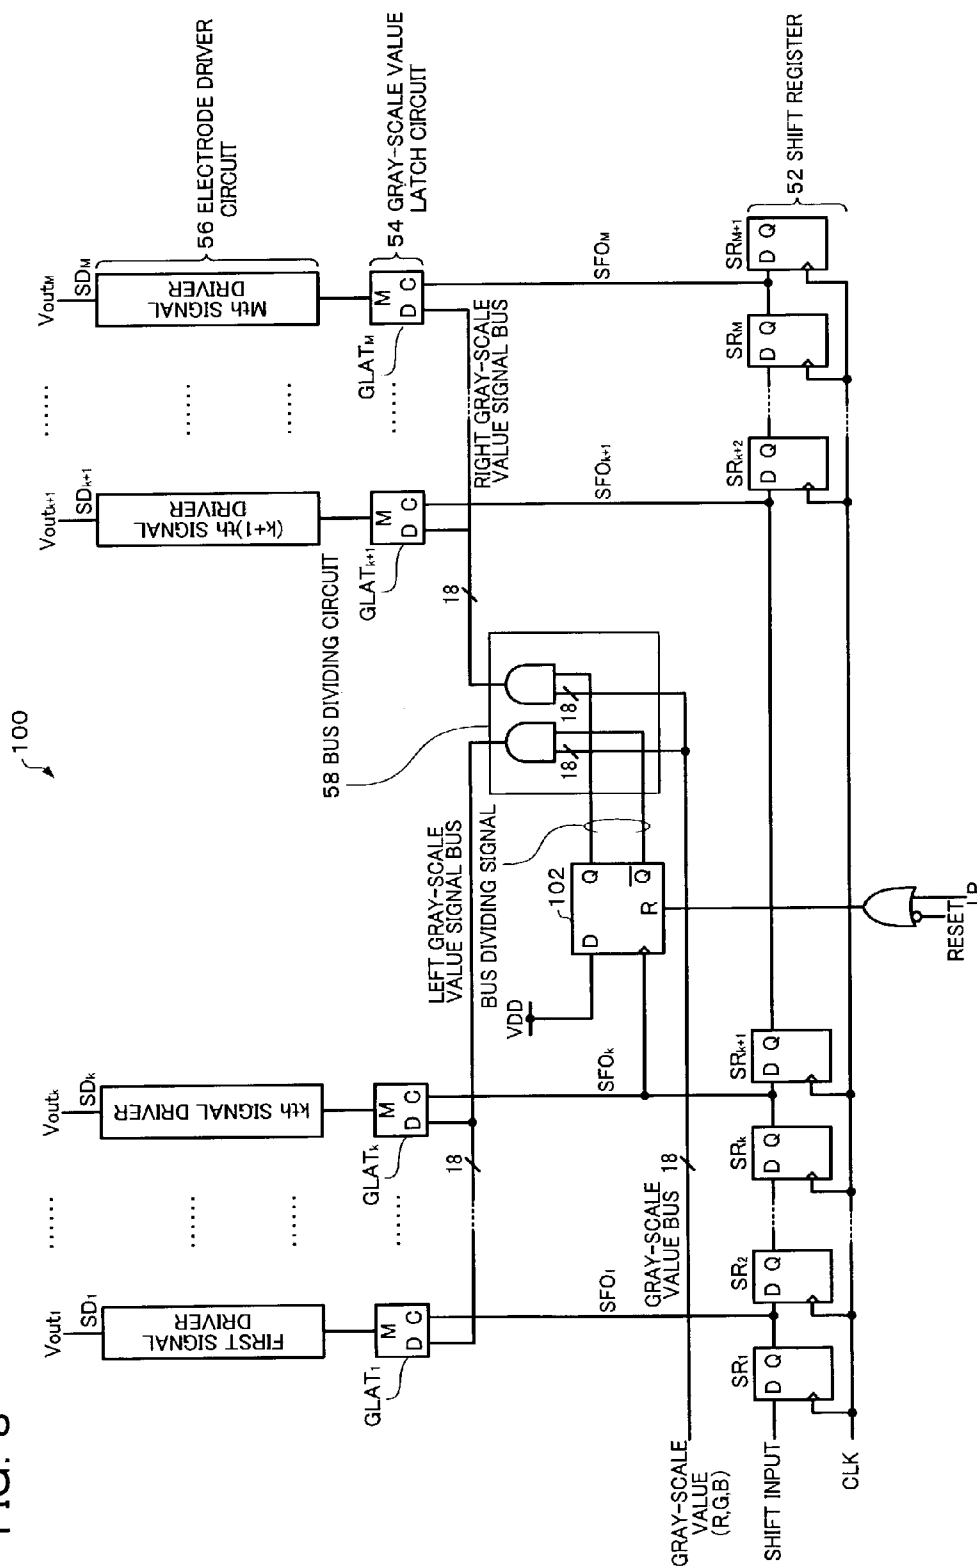 100
Vout1
SD1
FIRST SIGNAL
DRIVER
......
......
......
Voutk
SDk
kth SIGNAL DRIVER
Voutk+1
SDk+1
(k+1)th SIGNAL
DRIVER
......
......
......
VoutM
SDM
Mth SIGNAL
DRIVER
56 ELECTRODE DRIVER
CIRCUIT
GLAT1
M
D C
......
GLATk
M
D C
GLATk+1
M
D C
......
GLATM
M
D C
54 GRAY-SCALE VALUE
LATCH CIRCUIT
18
LEFT GRAY-SCALE
VALUE SIGNAL BUS
58 BUS DIVIDING CIRCUIT
18
RIGHT GRAY-SCALE
VALUE SIGNAL BUS
18
18
BUS DIVIDING SIGNAL
VDD
102
D
Q
Q
R
SFO1
SFOk
SFOk+1
SFOM
GRAY-SCALE
VALUE BUS
18
GRAY-SCALE
VALUE
(R,G,B)
SHIFT INPUT
CLK
SR1
D Q
SR2
D Q
SRk
D Q
SRk+1
D Q
SRk+2
D Q
SRM
D Q
SRM+1
D Q
52 SHIFT REGISTER
RESET
LP